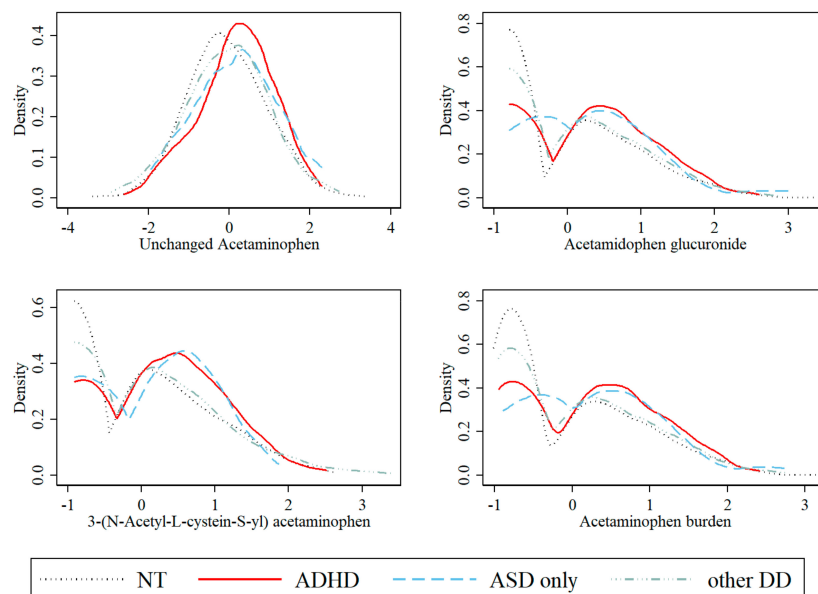 Density
0.0 0.1 0.2 0.3 0.4
-4 -2 0 2 4
Unchanged Acetaminophen
Density
0.0 0.2 0.4 0.6 0.8
-1 0 1 2 3
Acetamidophen glucuronide
Density
0.0 0.2 0.4 0.6
-1 0 1 2 3
3-(N-Acetyl-L-cystein-S-yl) acetaminophen
Density
0.0 0.2 0.4 0.6 0.8
-1 0 1 2 3
Acetaminophen burden
NT ADHD ASD only other DD